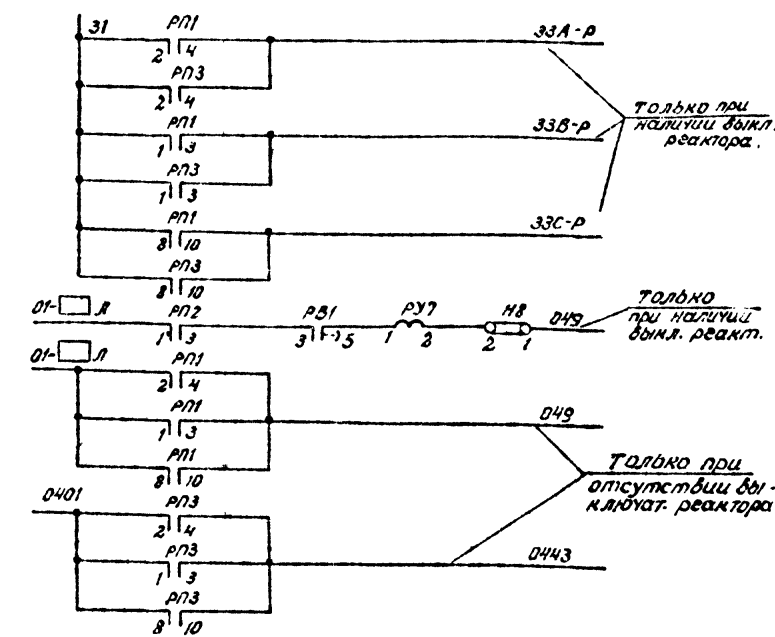 31
РП1
2 4
33А-Р
РП3
2 4
только при
наличии выкл.
реактора.
РП1
1 3
33В-Р
РП3
1 3
РП1
8 10
33С-Р
РП3
8 10
01- Л
РП2
1 3
РВ1
3 5
РУ7
1 2
Н8
2 1
049
только
при наличии
выкл. реакт.
01- Л
РП1
2 4
РП1
1 3
049
РП1
8 10
только при
отсутствии вы-
ключат. реактора
0401
РП3
2 4
РП3
1 3
0443
РП3
8 10